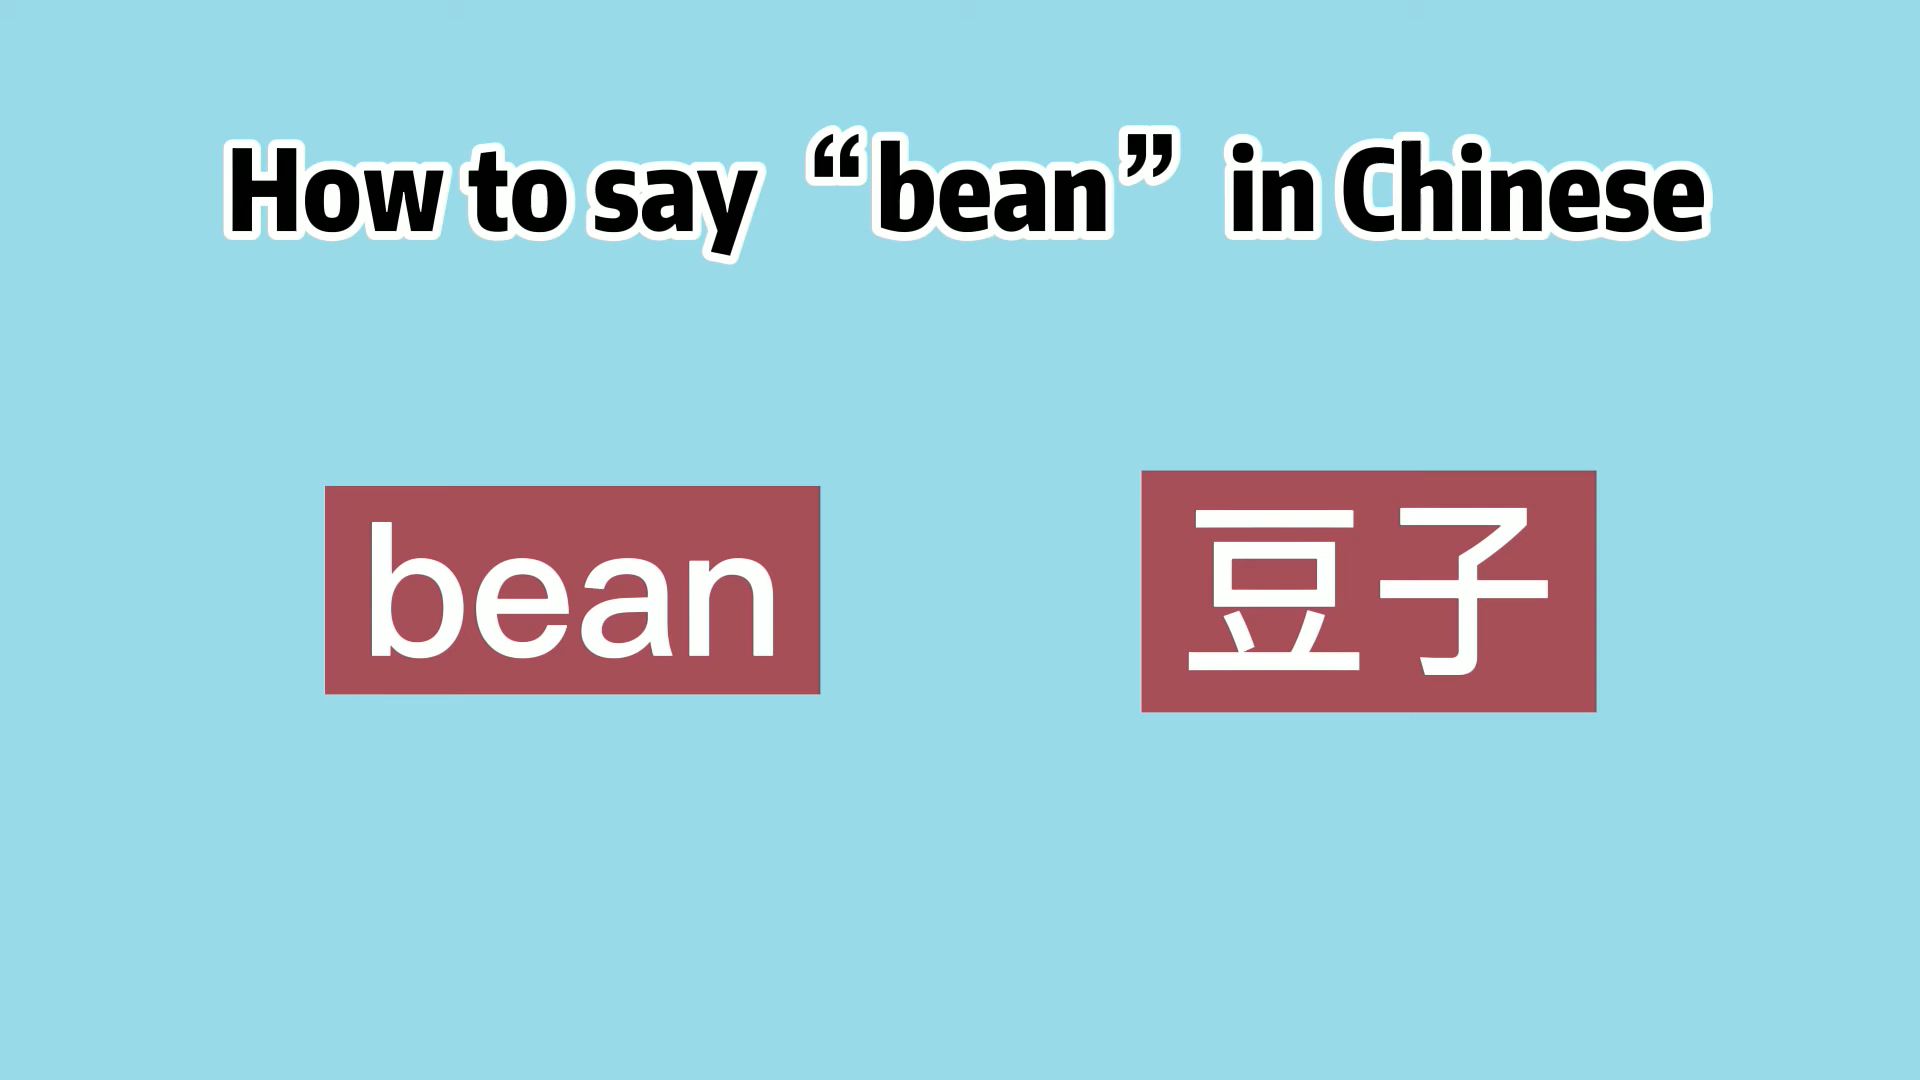 How to say “bean” in Chinese
bean
豆子